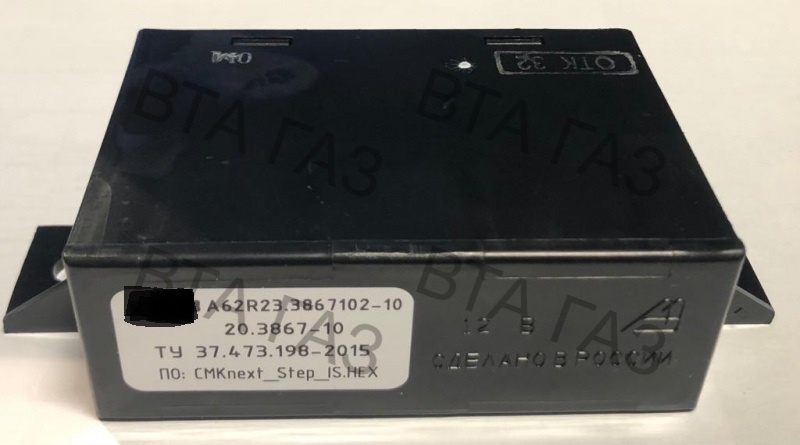 ОТК 32
ВТА ГАЗ
ВТА ГАЗ
A62R23.3867102-10
20.3867-10
ТУ 37.473.198-2015
ПО: CMKnext_Step_IS.HEX
12 В
СДЕЛАНО В РОССИИ
ВТА ГАЗ
ВТА ГАЗ